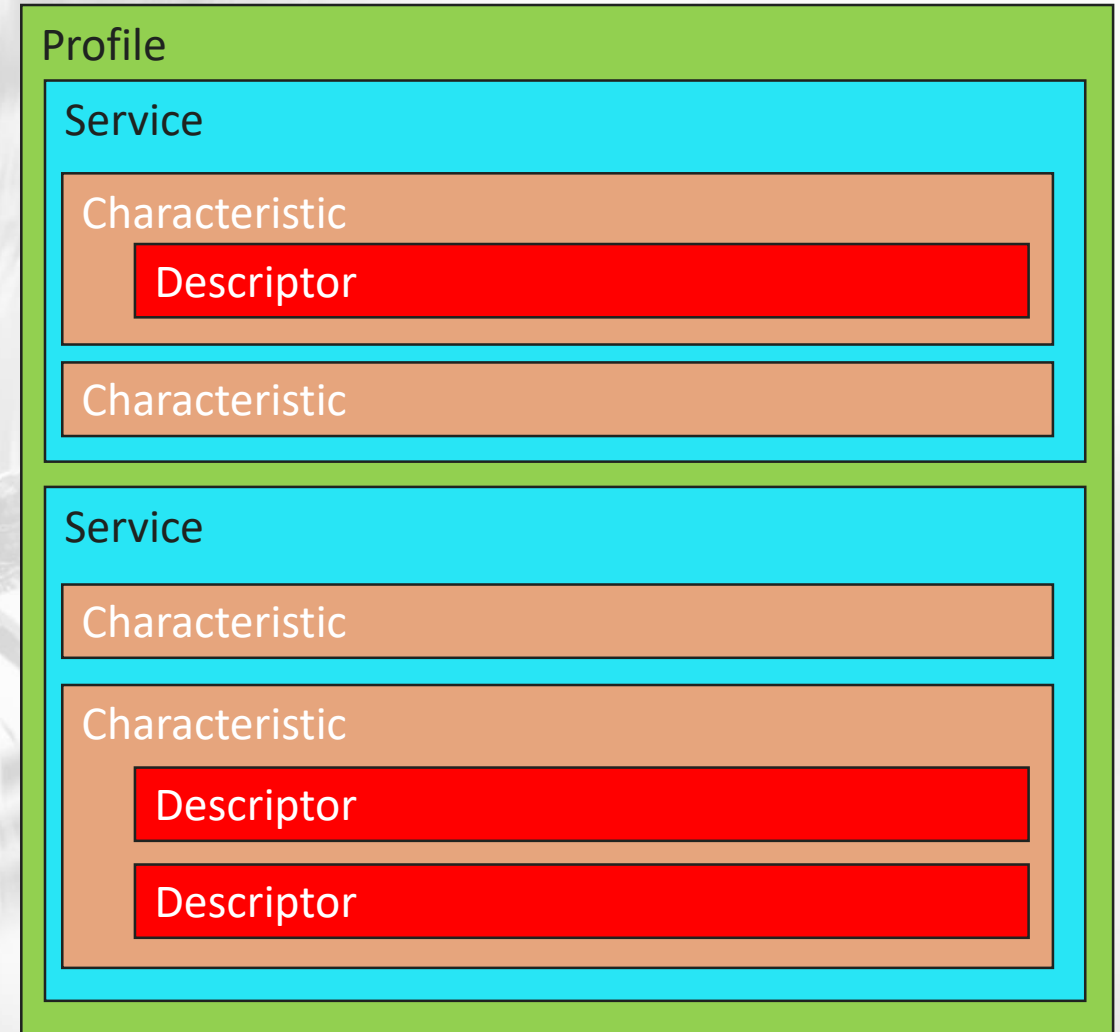 Profile
Service
Characteristic
Descriptor
Characteristic
Service
Characteristic
Characteristic
Descriptor
Descriptor